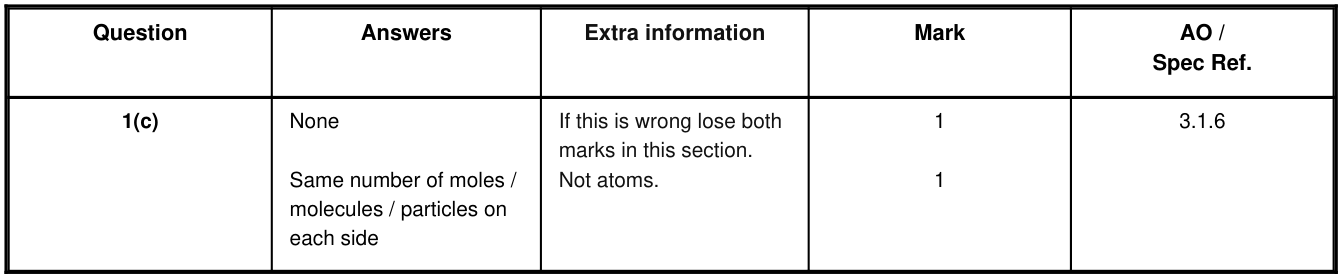 Question Answers Extra information Mark AO /
Spec Ref.
1(c) None If this is wrong lose both 1 3.1.6
marks in this section.
Same number of moles / Not atoms. 1
molecules / particles on
each side